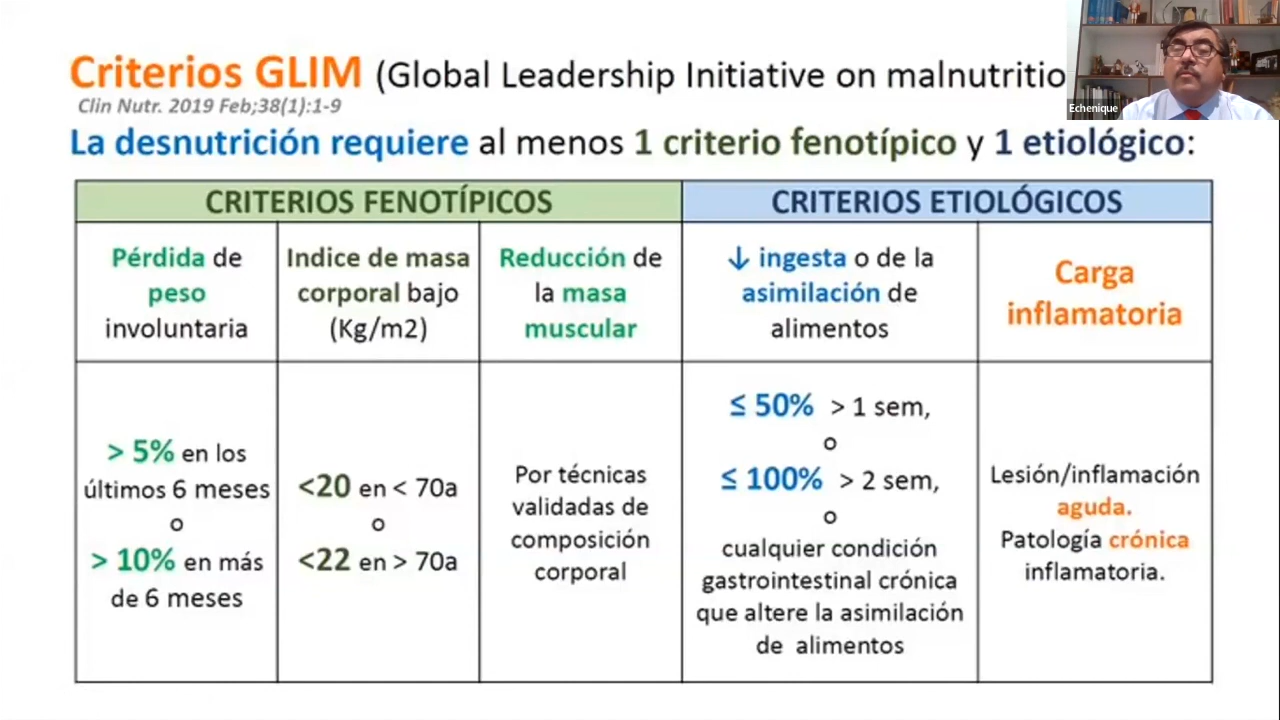 Criterios GLIM (Global Leadership Initiative on malnutritio
Clin Nutr. 2019 Feb;38(1):1-9
Echenique
La desnutrición requiere al menos 1 criterio fenotípico y 1 etiológico:
CRITERIOS FENOTÍPICOS
CRITERIOS ETIOLÓGICOS
Pérdida de
peso
involuntaria
Indice de masa
corporal bajo
(Kg/m2)
Reducción de
la masa
muscular
↓ ingesta o de la
asimilación de
alimentos
Carga
inflamatoria
> 5% en los
últimos 6 meses
o
> 10% en más
de 6 meses
<20 en < 70a
o
<22 en > 70a
Por técnicas
validadas de
composición
corporal
≤ 50% > 1 sem,
o
≤ 100% > 2 sem,
o
cualquier condición
gastrointestinal crónica
que altere la asimilación
de alimentos
Lesión/inflamación
aguda.
Patología crónica
inflamatoria.